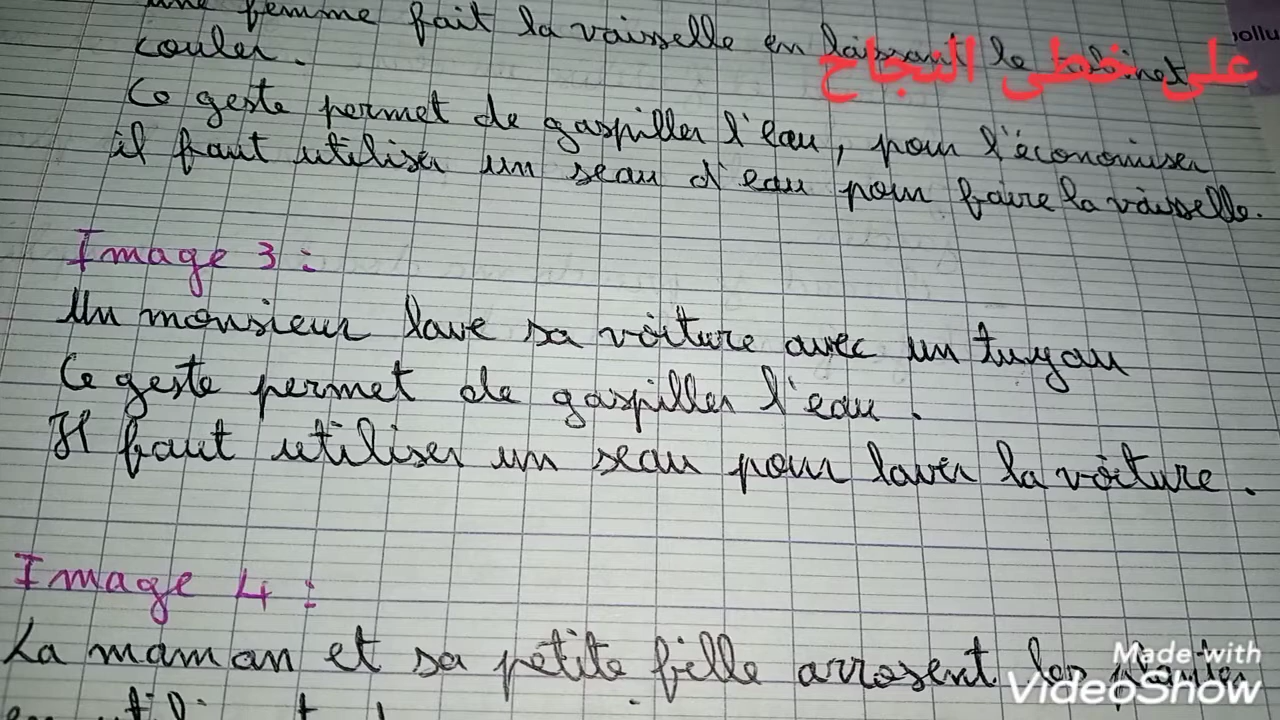 une femme fait la vaisselle en laissant le robinet
couler.
على خطى النجاح
Ce geste permet de gaspiller l'eau, pour l'économiser
il faut utiliser un seau d'eau pour faire la vaisselle.
Image 3 :
Un monsieur lave sa voiture avec un tuyau
Ce geste permet de gaspiller l'eau.
Il faut utiliser un seau pour laver la voiture.
Image 4 :
La maman et sa petite fille arrosent les plantes
Made with
VideoShow